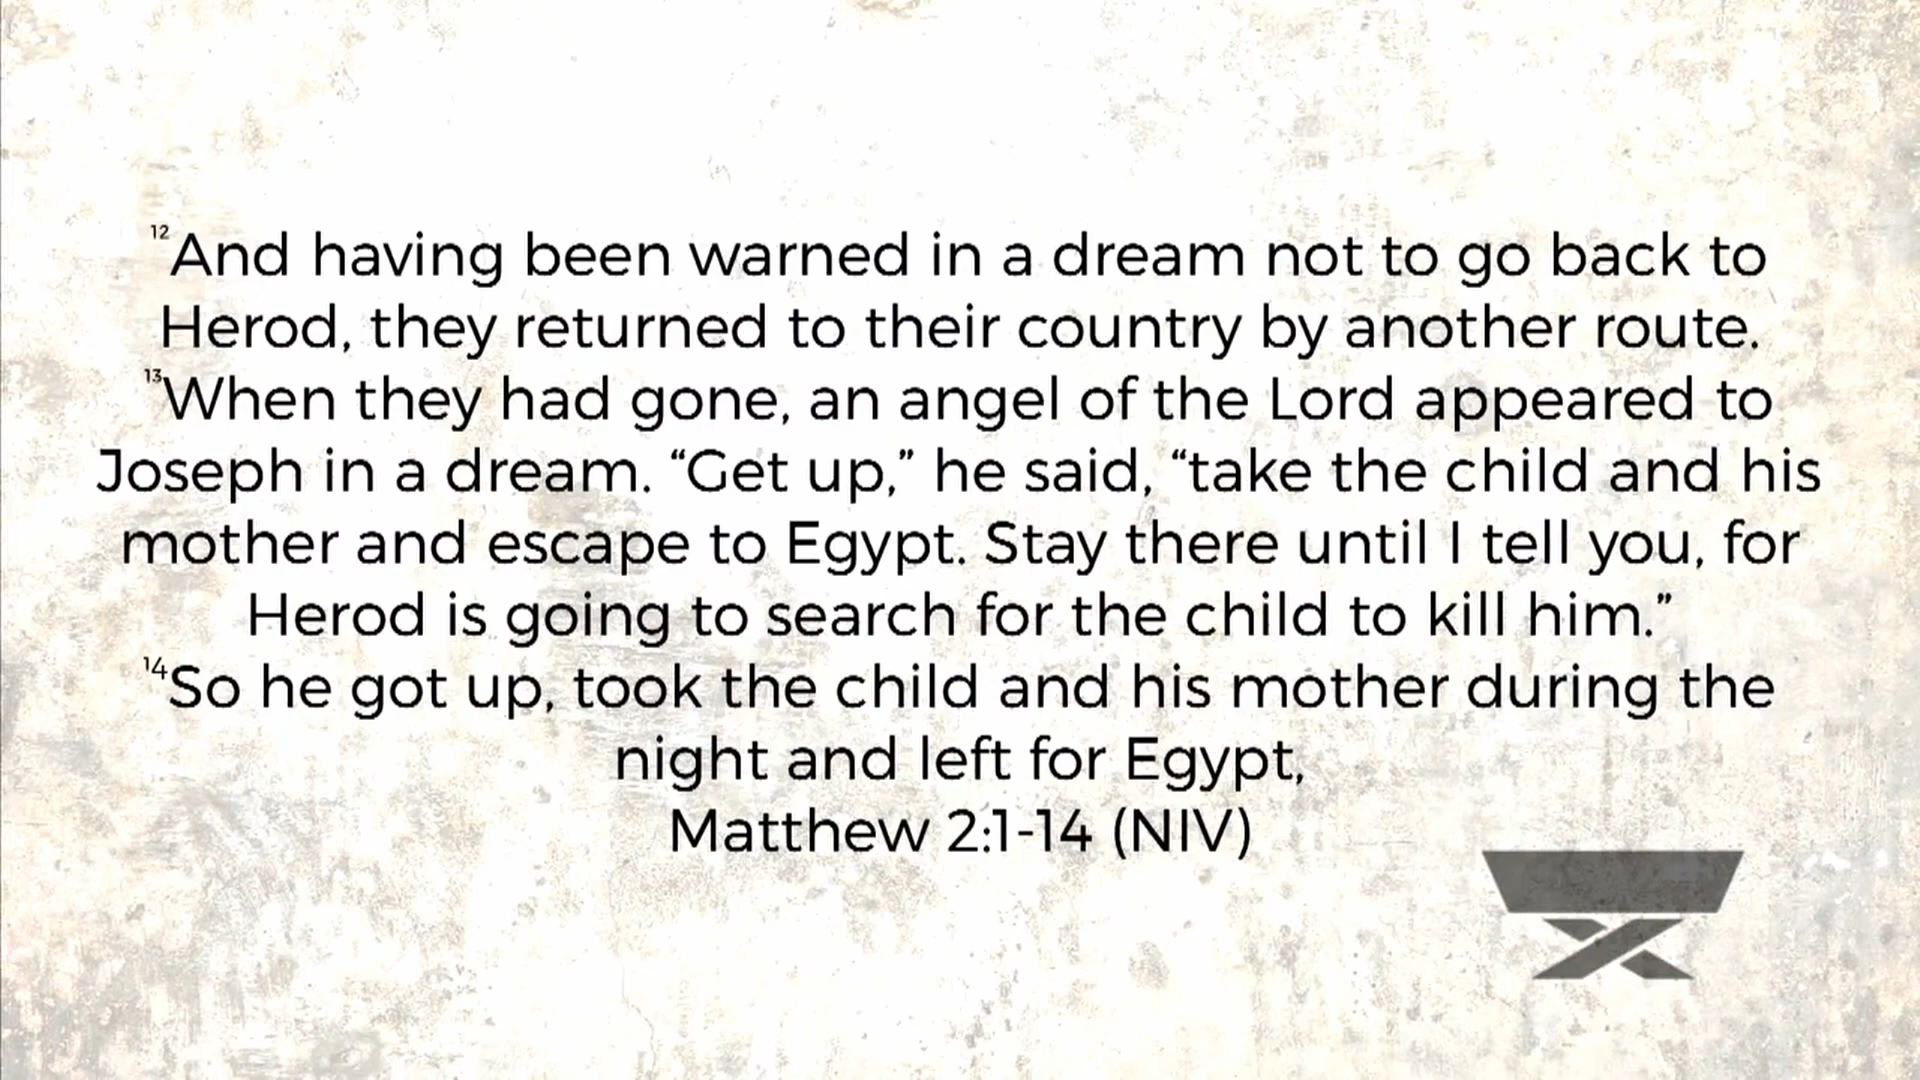 12And having been warned in a dream not to go back to
Herod, they returned to their country by another route.
13When they had gone, an angel of the Lord appeared to
Joseph in a dream. “Get up,” he said, “take the child and his
mother and escape to Egypt. Stay there until I tell you, for
Herod is going to search for the child to kill him.”
14So he got up, took the child and his mother during the
night and left for Egypt,
Matthew 2:1-14 (NIV)